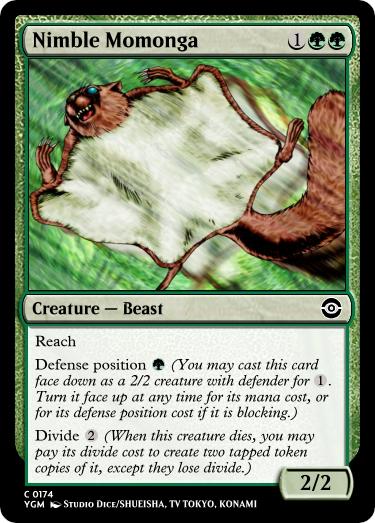 Nimble Momonga 1
Creature — Beast
Reach
Defense position (You may cast this card
face down as a 2/2 creature with defender for 1.
Turn it face up at any time for its mana cost, or
for its defense position cost if it is blocking.)
Divide 2 (When this creature dies, you may
pay its divide cost to create two tapped token
copies of it, except they lose divide.)
2/2
C 0174
YGM Studio Dice/SHUEISHA, TV TOKYO, KONAMI